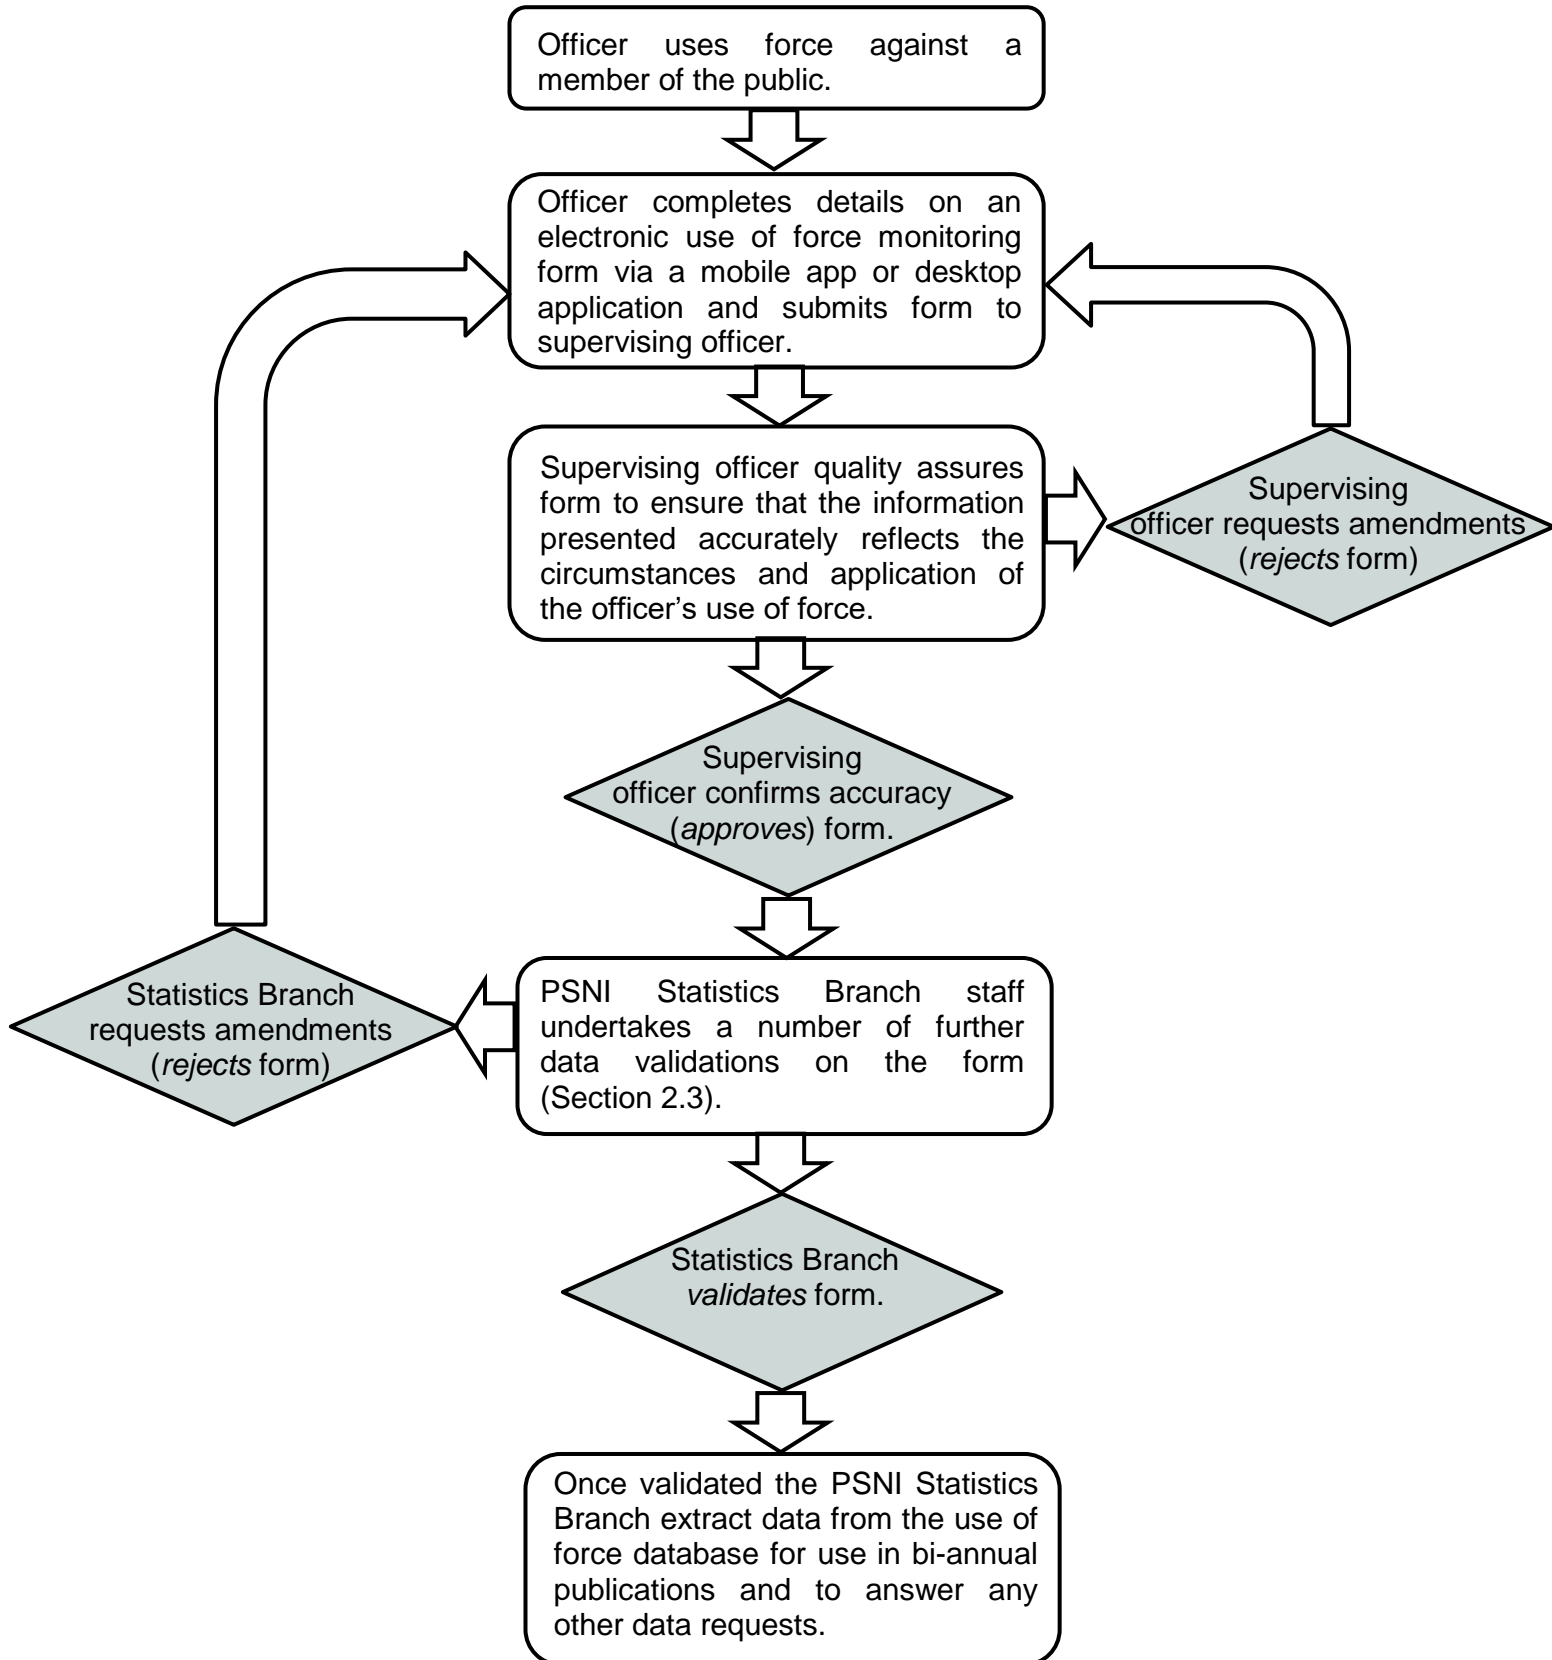 Officer uses force against a
member of the public.
Officer completes details on an
electronic use of force monitoring
form via a mobile app or desktop
application and submits form to
supervising officer.
Supervising officer quality assures
form to ensure that the information
presented accurately reflects the
circumstances and application of
the officer’s use of force.
Supervising
officer requests amendments
(rejects form)
Supervising
officer confirms accuracy
(approves) form.
PSNI Statistics Branch staff
undertakes a number of further
data validations on the form
(Section 2.3).
Statistics Branch
requests amendments
(rejects form)
Statistics Branch
validates form.
Once validated the PSNI Statistics
Branch extract data from the use of
force database for use in bi-annual
publications and to answer any
other data requests.